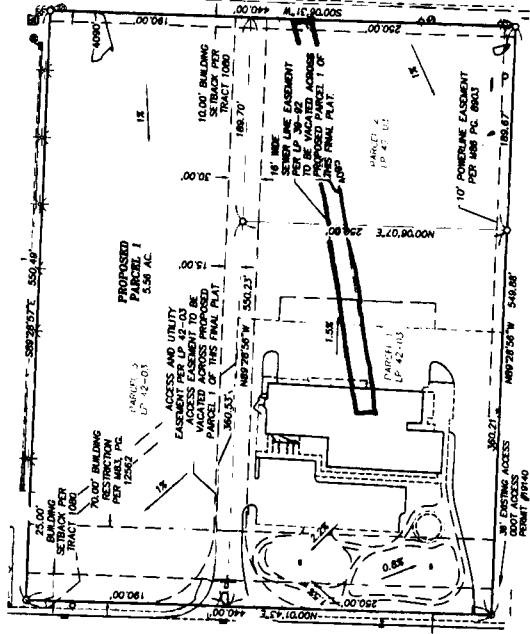 S00°06'31" W
440.00'
190.00'
250.00'
4090'
1%
1%
10.00' BUILDING
SETBACK PER
TRACT 1080
189.70'
16' WIDE
SEWER LINE EASEMENT
PER LP 39-92
TO BE VACATED ACROSS
PROPOSED PARCEL 1 OF
THIS FINAL PLAT.
PARCEL 2
LP 42-03
189.67'
10' POWERLINE EASEMENT
PER M86 PG. 8903
30.00'
250.00'
N00°06'07"E
S89°28'57"E 550.49'
PROPOSED
PARCEL 1
5.56 AC.
15.00'
550.23'
N89°28'56"W
549.88'
N89°28'56"W
1.5%
PARCEL 3
LP 42-03
ACCESS AND UTILITY
EASEMENT PER LP 42-03
ACCESS EASEMENT TO BE
VACATED ACROSS PROPOSED
PARCEL 1 OF THIS FINAL PLAT
360.53'
PARCEL 1
LP 42-03
360.21'
70.00' BUILDING
RESTRICTION
PER M83, PG.
12562
1%
25.00'
BUILDING
SETBACK PER
TRACT 1080
36' EXISTING ACCESS
ODOT ACCESS
PERMIT #19140
0.8%
190.00'
440.00'
N00°01'43"E
250.00'